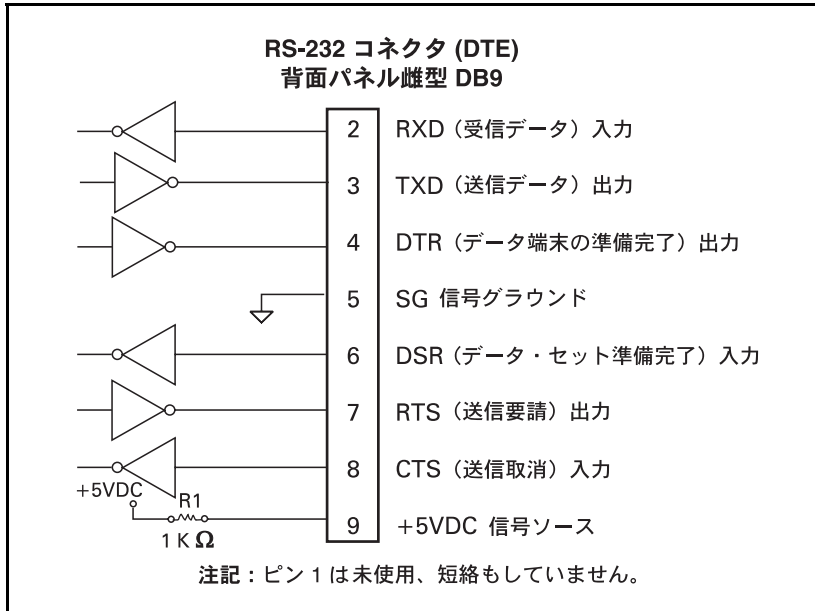 RS-232 コネクタ (DTE)
背面パネル雌型 DB9
2 RXD（受信データ）入力
3 TXD（送信データ）出力
4 DTR（データ端末の準備完了）出力
5 SG 信号グラウンド
6 DSR（データ・セット準備完了）入力
7 RTS（送信要請）出力
8 CTS（送信取消）入力
+5VDC
R1
1 K Ω
9 +5VDC 信号ソース
注記：ピン 1 は未使用、短絡もしていません。